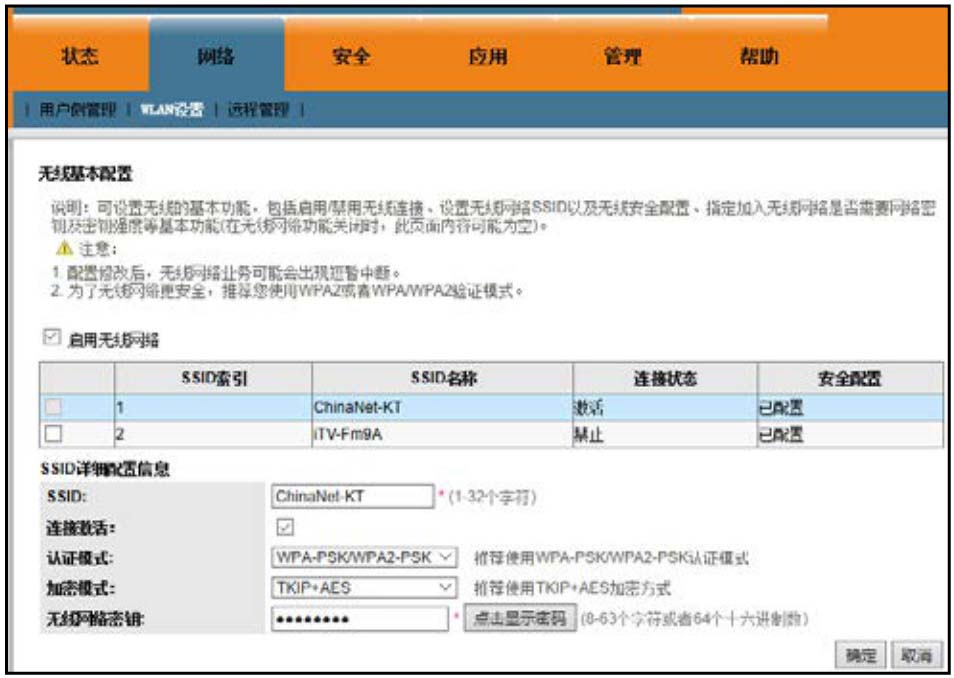 状态 网络 安全 应用 管理 帮助
| 用户侧管理 | WLAN设置 | 远程管理 |
无线基本配置
说明：可设置无线的基本功能，包括启用/禁用无线连接、设置无线网络SSID以及无线安全配置、指定加入无线网络是否需要网络密
钥及密钥强度等基本功能(在无线网络功能关闭时，此页面内容可能为空)。
注意：
1. 配置修改后，无线网络业务可能会出现短暂中断。
2. 为了无线网络更安全，推荐您使用WPA2或者WPA/WPA2验证模式。
启用无线网络
SSID索引 SSID名称 连接状态 安全配置
1 ChinaNet-KT 激活 已配置
2 iTV-Fm9A 禁止 已配置
SSID详细配置信息
SSID: ChinaNet-KT * (1-32个字符)
连接激活：
认证模式: WPA-PSK/WPA2-PSK 推荐使用WPA-PSK/WPA2-PSK认证模式
加密模式: TKIP+AES 推荐使用TKIP+AES加密方式
无线网络密钥: ●●●●●●●● * 点击显示密码 (8-63个字符或者64个十六进制数)
确定 取消